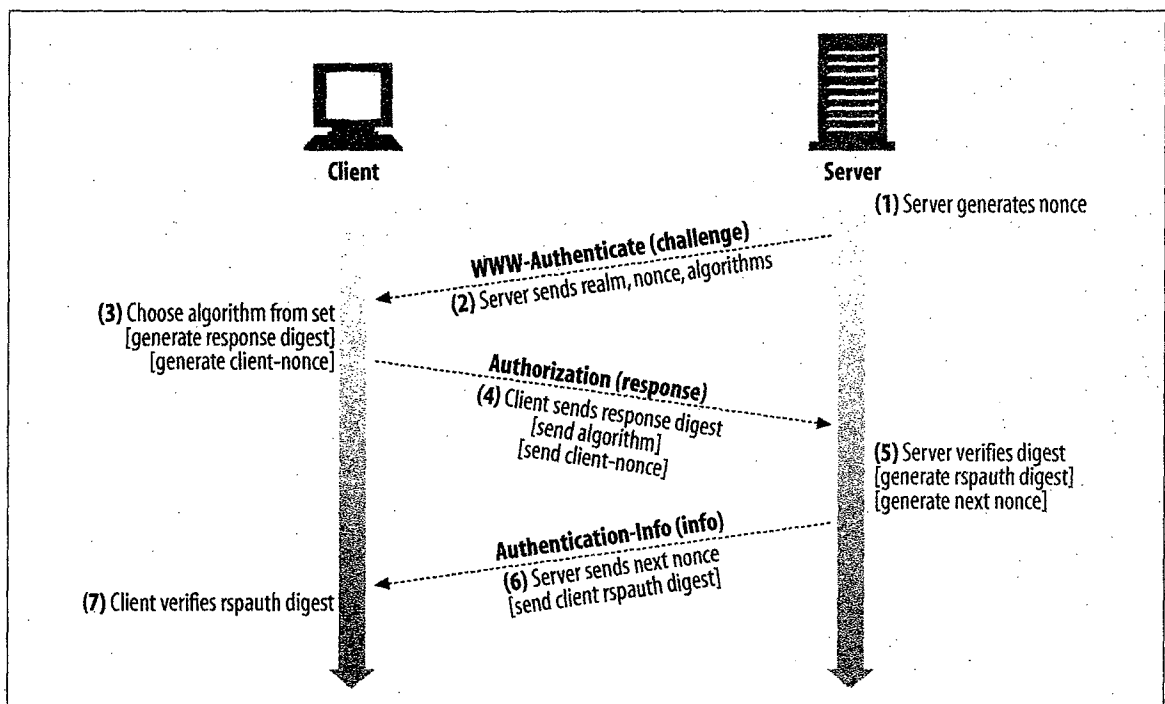 Client
Server
(1) Server generates nonce
WWW-Authenticate (challenge)
(2) Server sends realm, nonce, algorithms
(3) Choose algorithm from set
[generate response digest]
[generate client-nonce]
Authorization (response)
(4) Client sends response digest
[send algorithm]
[send client-nonce]
(5) Server verifies digest
[generate rspauth digest]
[generate next nonce]
Authentication-Info (info)
(6) Server sends next nonce
[send client rspauth digest]
(7) Client verifies rspauth digest